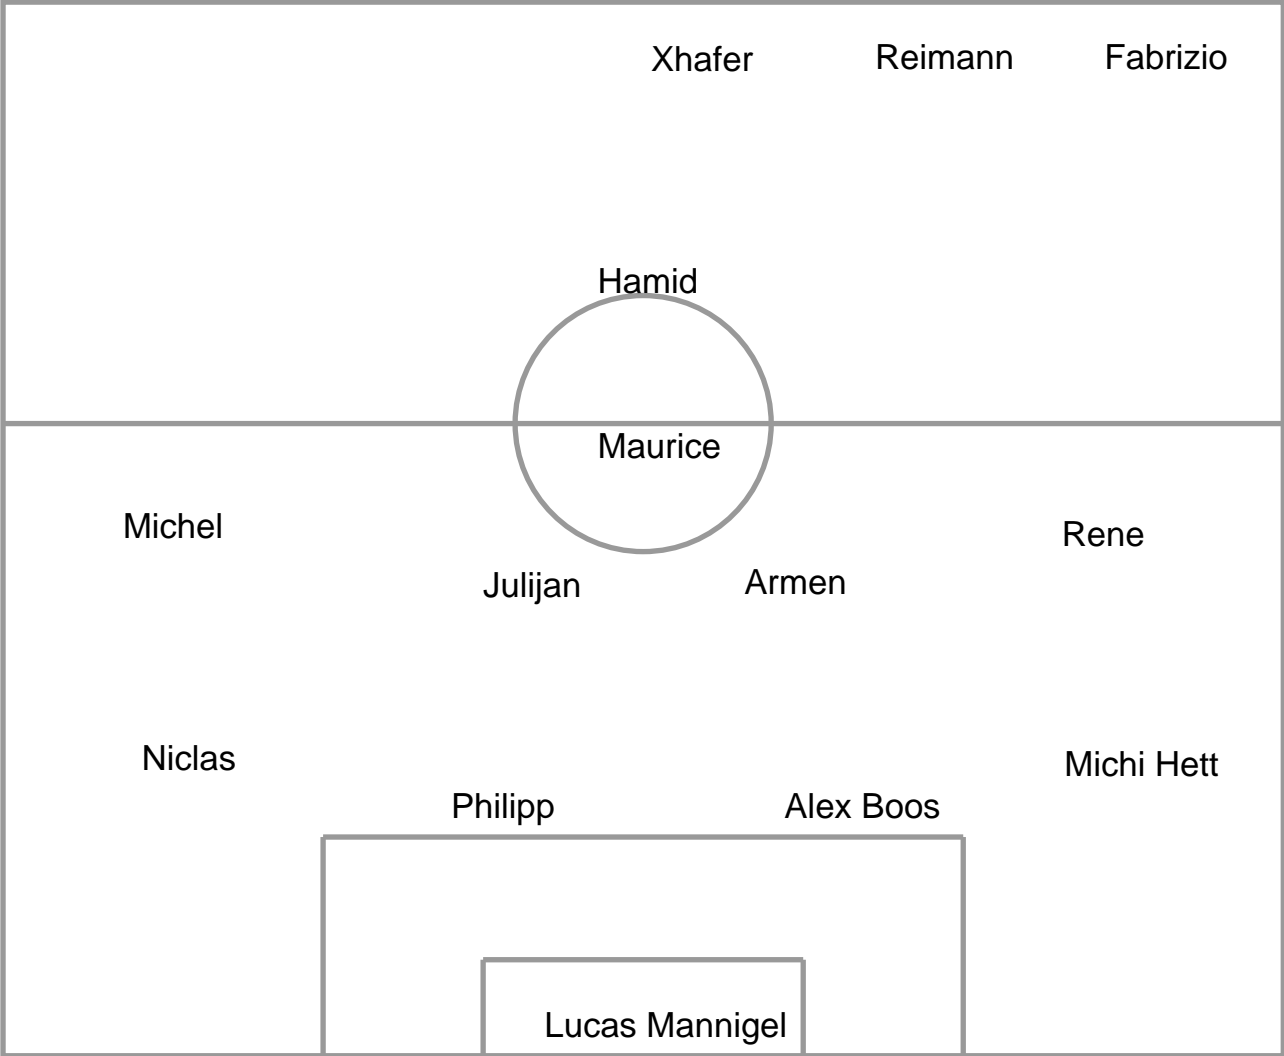 Xhafer Reimann Fabrizio
Hamid
Maurice
Michel Rene
Julijan Armen
Niclas Michi Hett
Philipp Alex Boos
Lucas Mannigel